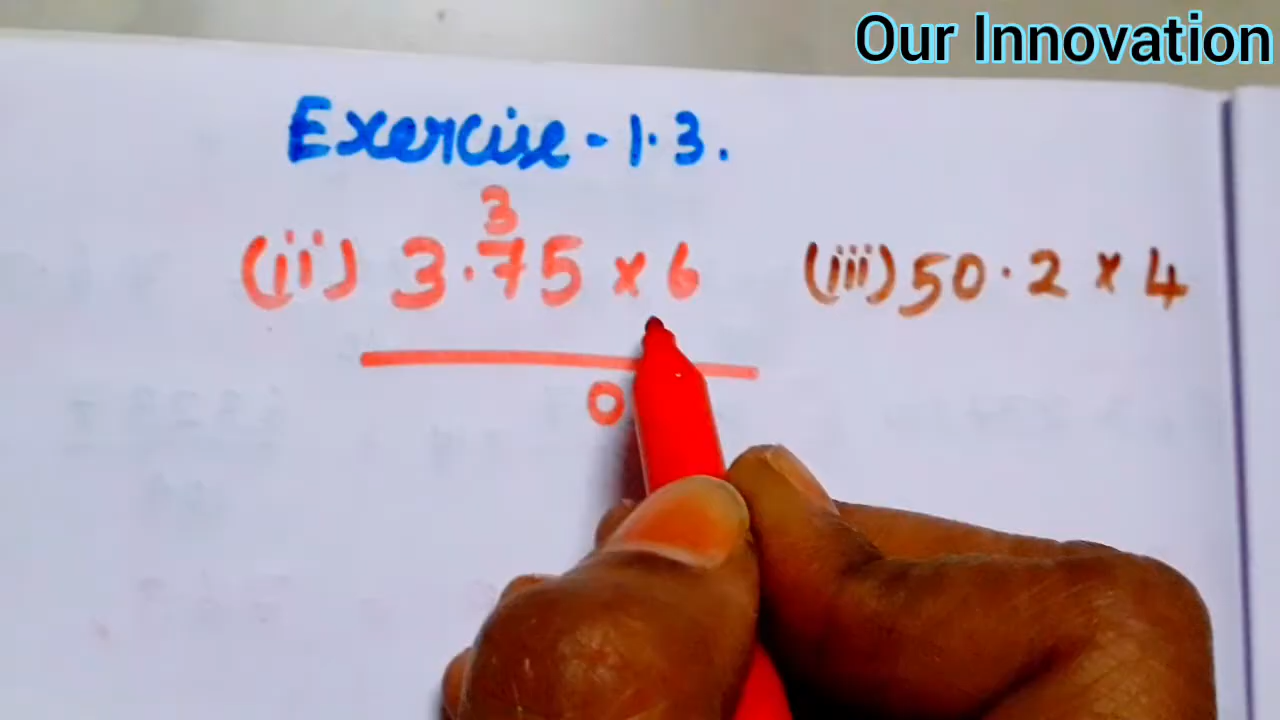 Our Innovation
Exercise - 1.3.
3
(ii) 3.75 x 6
(iii) 50.2 x 4
0